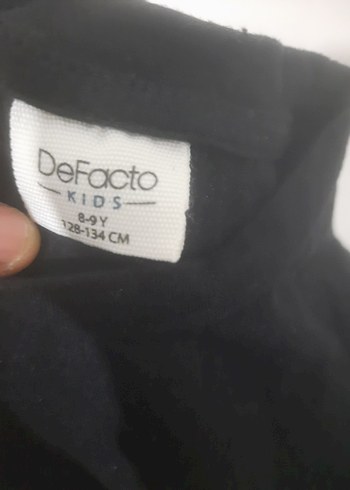 DeFacto
KIDS
8-9 Y
128-134 CM